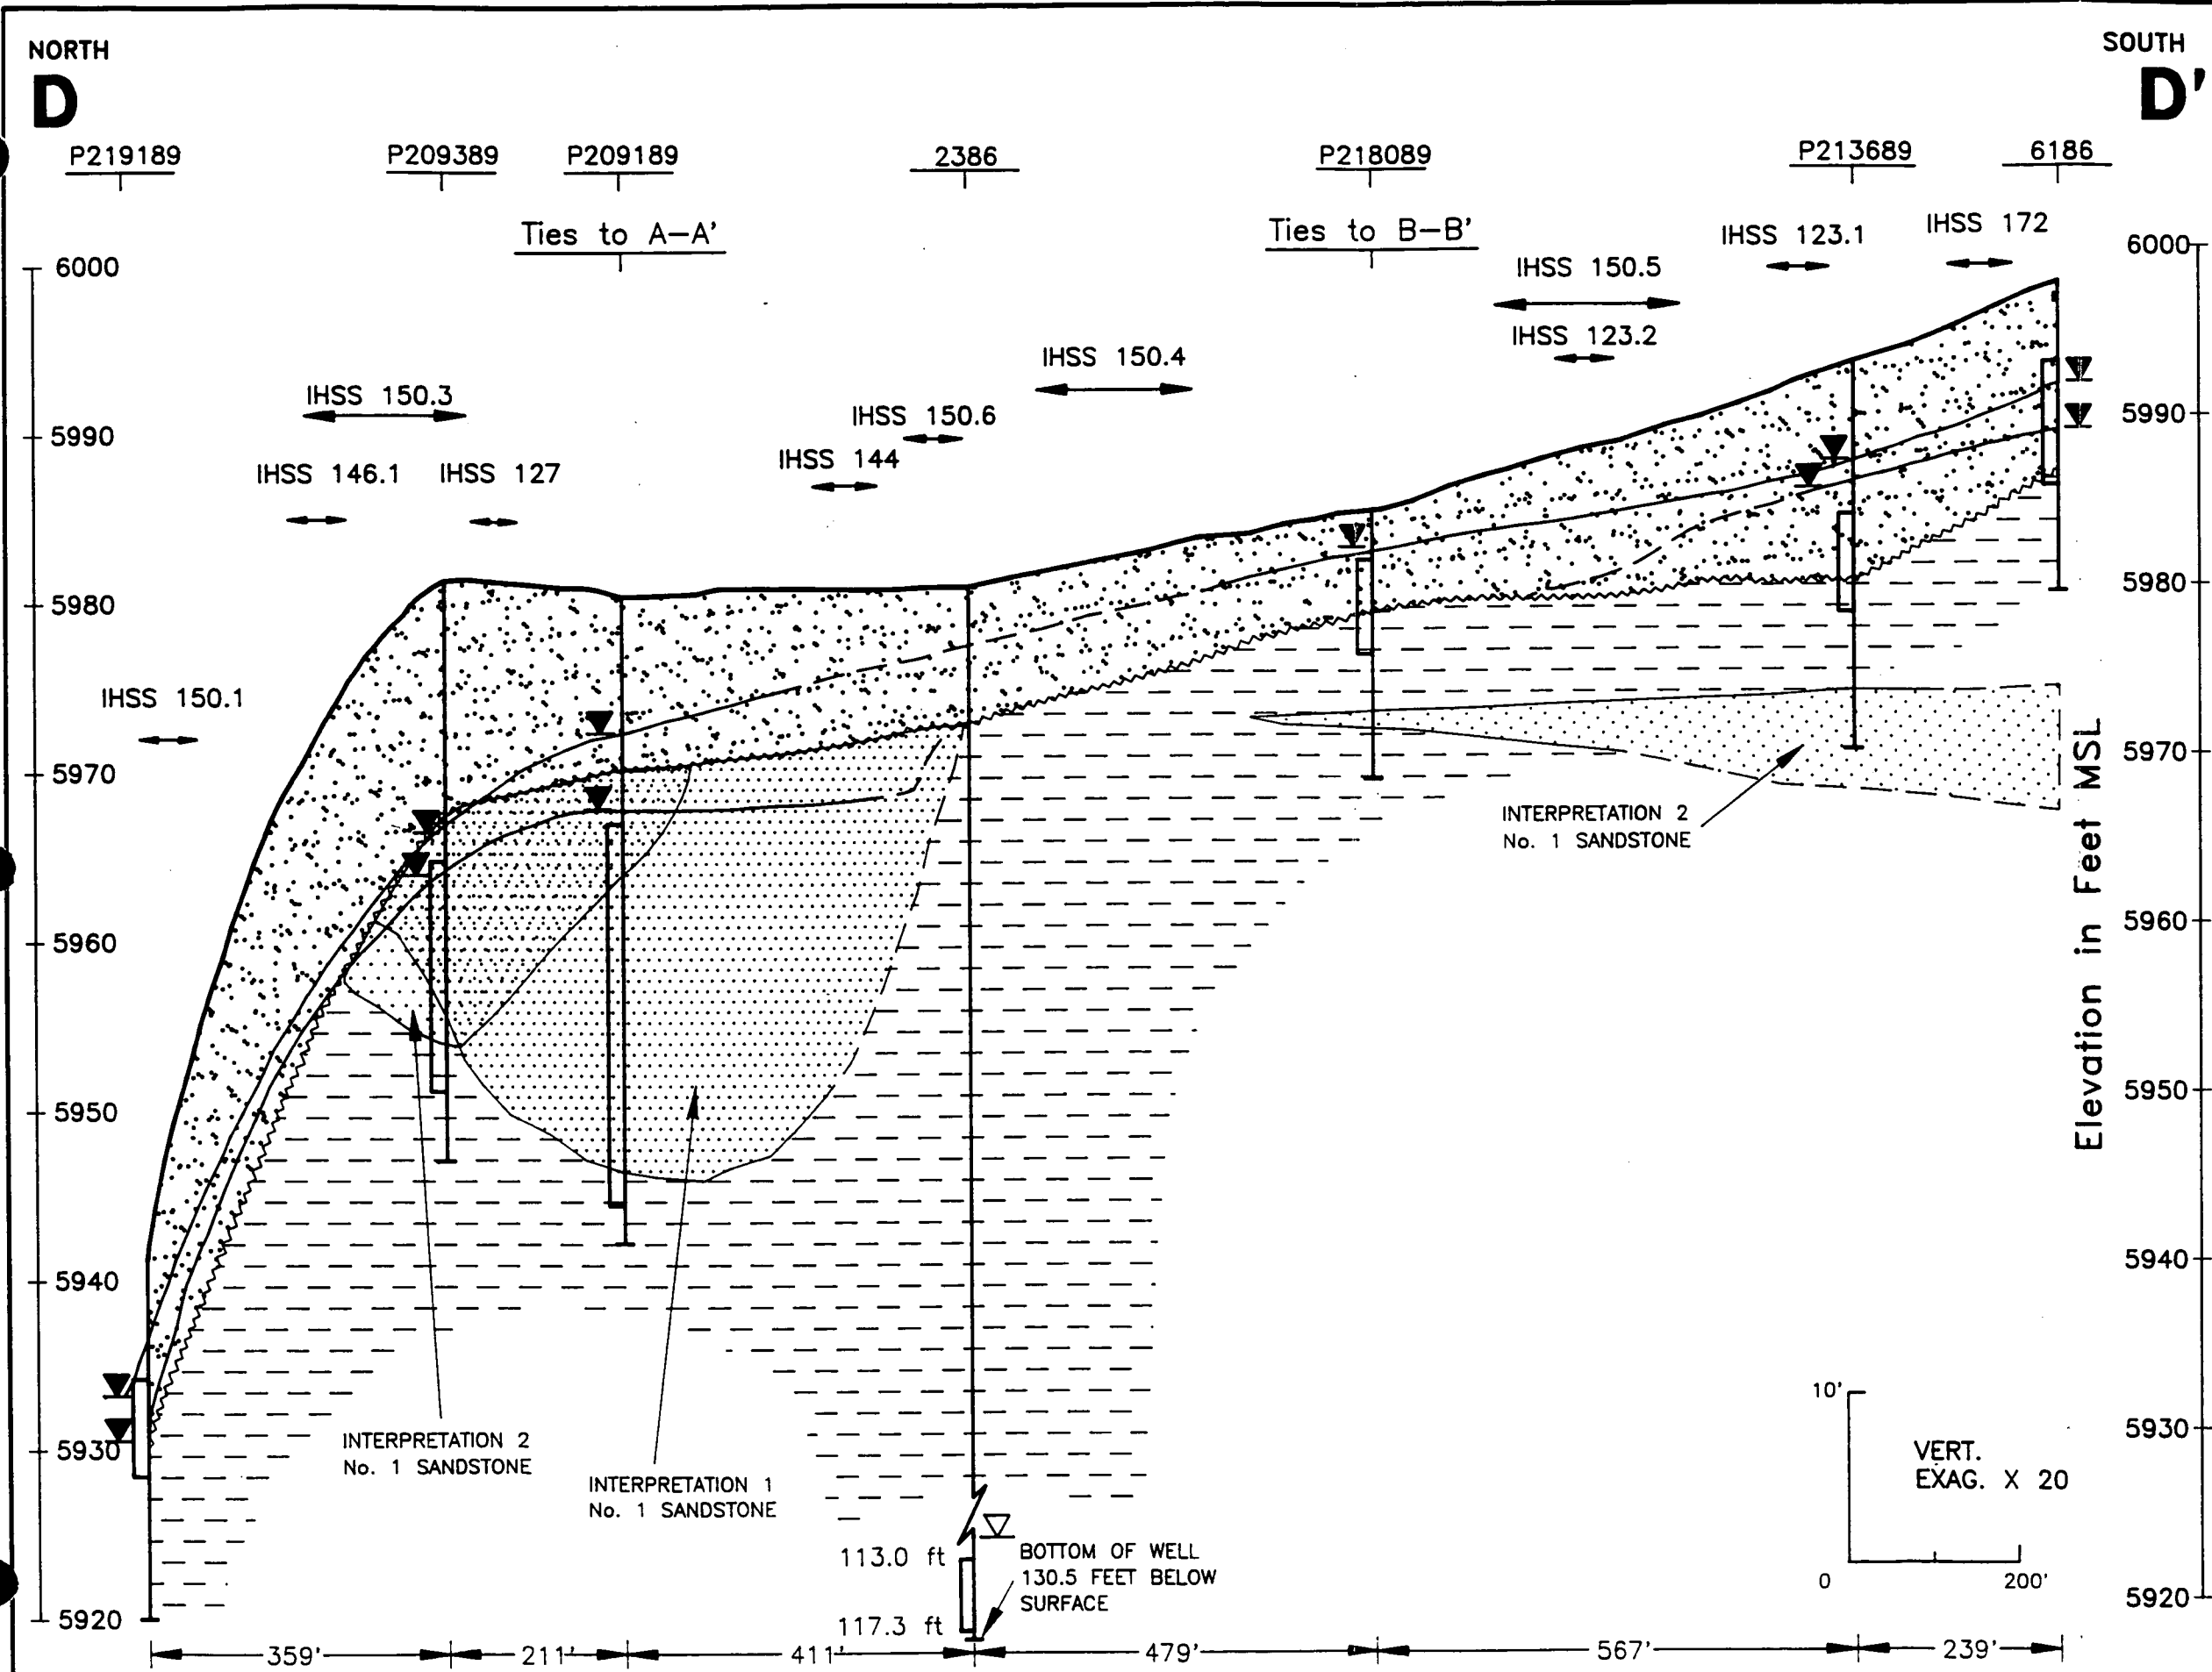 NORTH
SOUTH
D
D'
P219189
P209389
P209189
2386
P218089
P213689
6186
Ties to A-A'
Ties to B-B'
IHSS 123.1
IHSS 172
IHSS 150.5
IHSS 123.2
IHSS 150.4
IHSS 150.3
IHSS 150.6
IHSS 144
IHSS 146.1
IHSS 127
IHSS 150.1
6000
5990
5980
5970
5960
5950
5940
5930
5920
6000
5990
5980
5970
5960
5950
5940
5930
5920
Elevation in Feet MSL
INTERPRETATION 2
No. 1 SANDSTONE
INTERPRETATION 2
No. 1 SANDSTONE
INTERPRETATION 1
No. 1 SANDSTONE
113.0 ft
117.3 ft
BOTTOM OF WELL
130.5 FEET BELOW
SURFACE
10'
VERT.
EXAG. X 20
0
200'
359'
211'
411'
479'
567'
239'